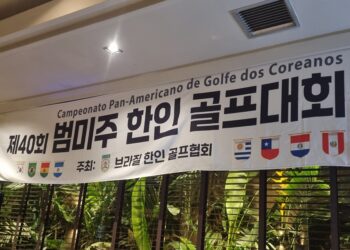 Campeonato Pan-Americano de Golfe dos Coreanos
제40회 범미주 한인 골프대회
주최: 브라질 한인 골프협회